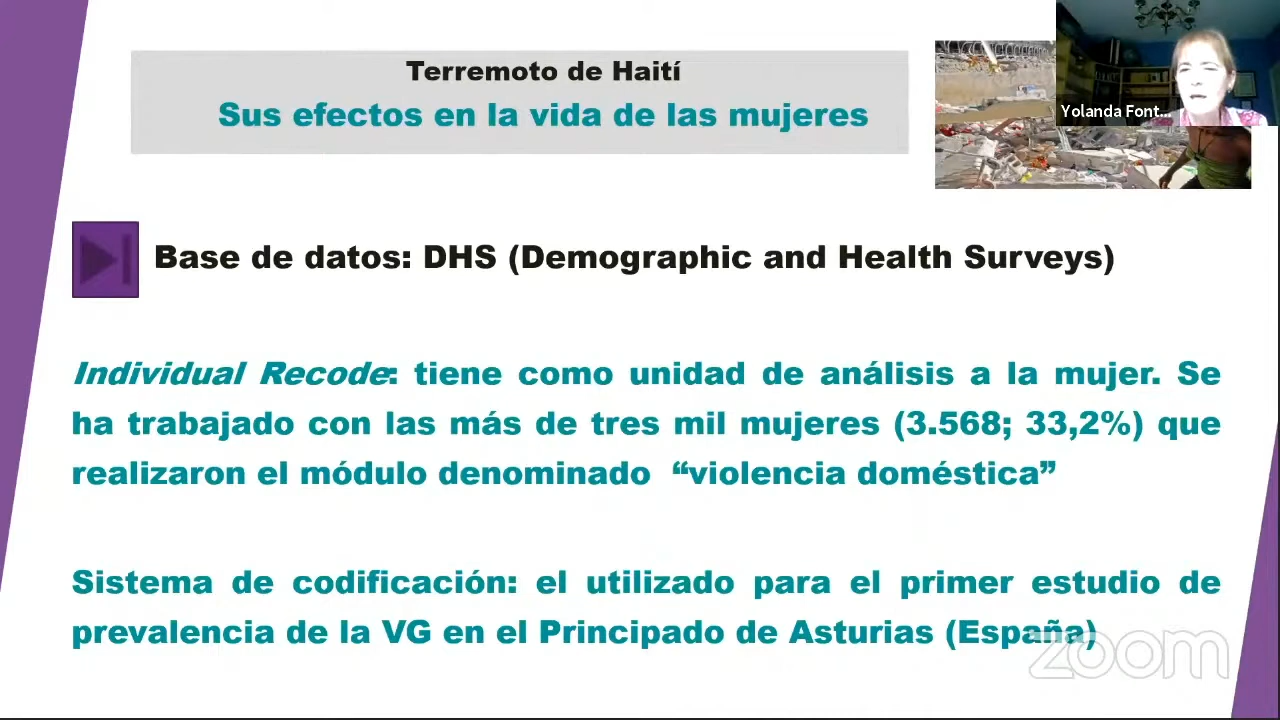 Terremoto de Haití
Sus efectos en la vida de las mujeres
Yolanda Font...
Base de datos: DHS (Demographic and Health Surveys)
Individual Recode: tiene como unidad de análisis a la mujer. Se
ha trabajado con las más de tres mil mujeres (3.568; 33,2%) que
realizaron el módulo denominado “violencia doméstica”
Sistema de codificación: el utilizado para el primer estudio de
prevalencia de la VG en el Principado de Asturias (España)
zoom